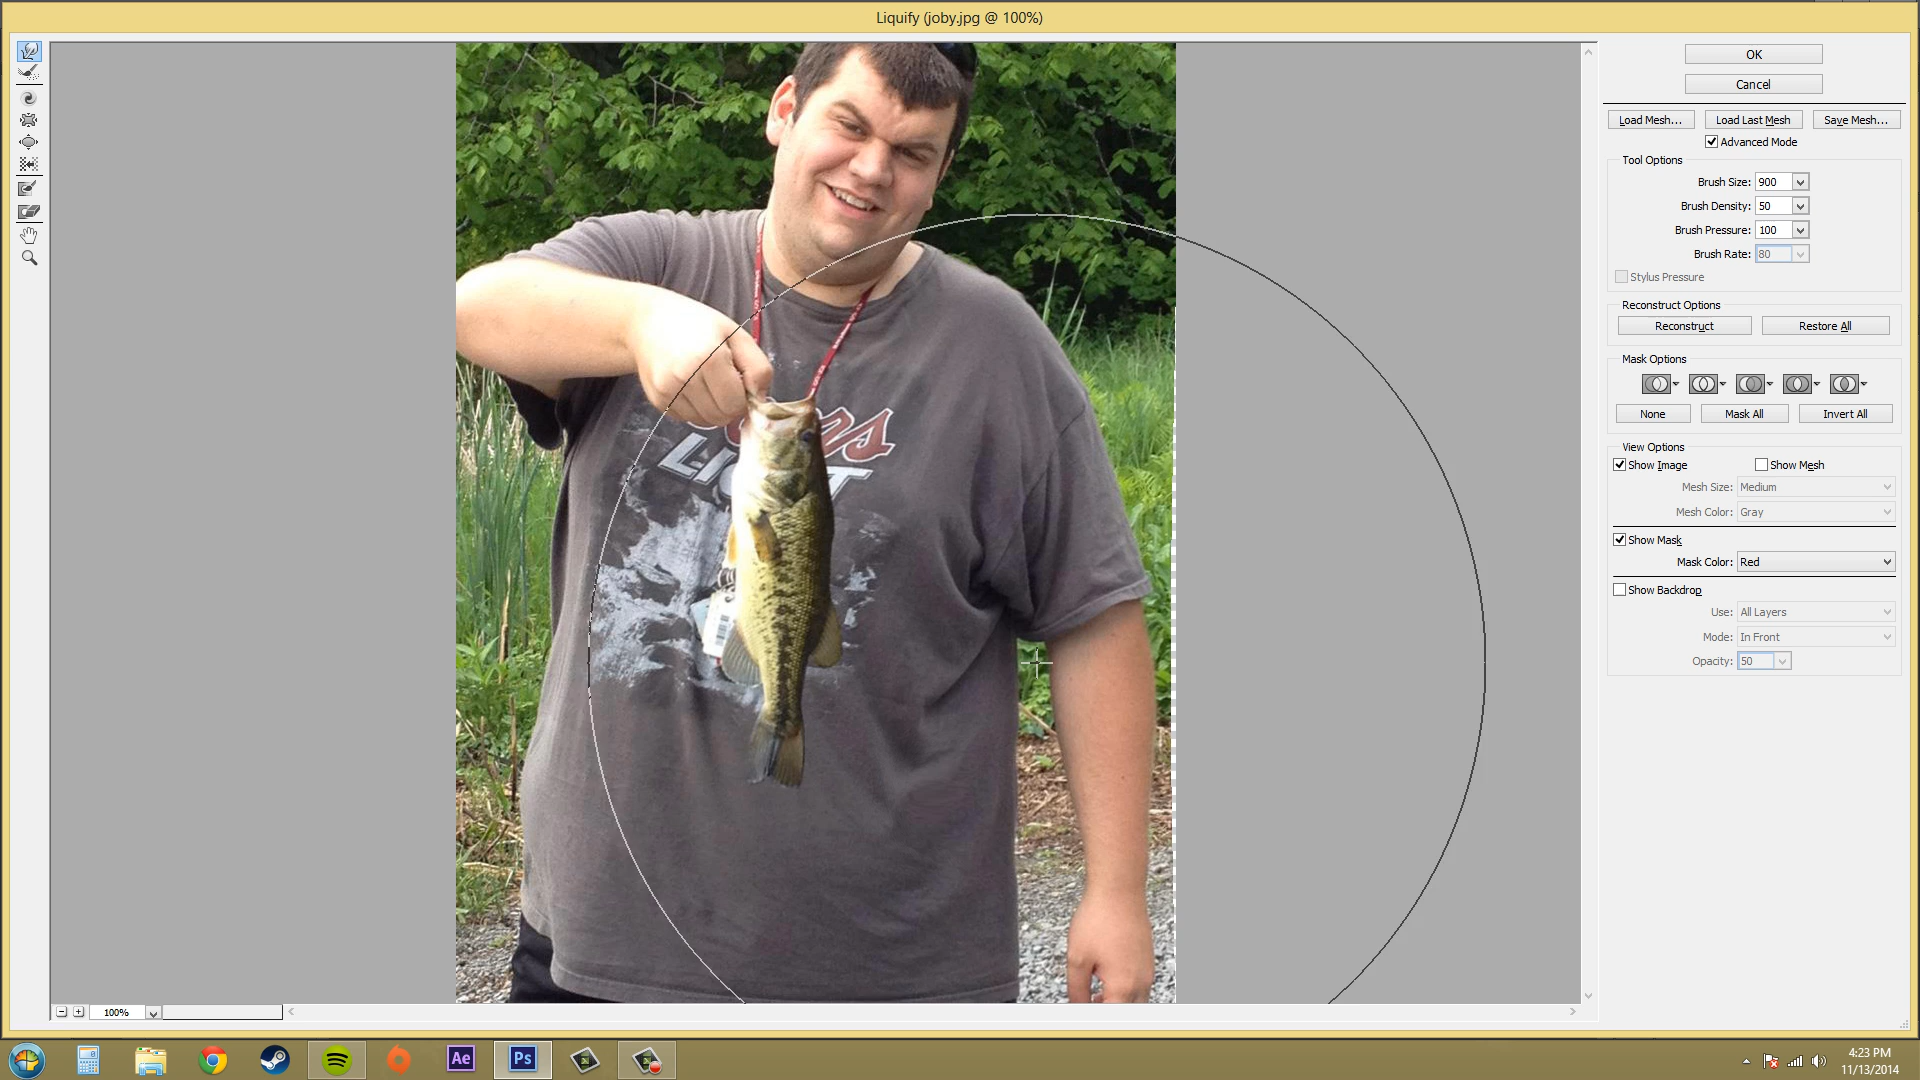 Liquify (joby.jpg @ 100%)
OK
Cancel
Load Mesh...
Load Last Mesh
Save Mesh...
Advanced Mode
Tool Options
Brush Size: 900
Brush Density: 50
Brush Pressure: 100
Brush Rate: 80
Stylus Pressure
Reconstruct Options
Reconstruct
Restore All
Mask Options
None
Mask All
Invert All
View Options
Show Image
Show Mesh
Mesh Size: Medium
Mesh Color: Gray
Show Mask
Mask Color: Red
Show Backdrop
Use: All Layers
Mode: In Front
Opacity: 50
100%
Ae
Ps
4:23 PM
11/13/2014